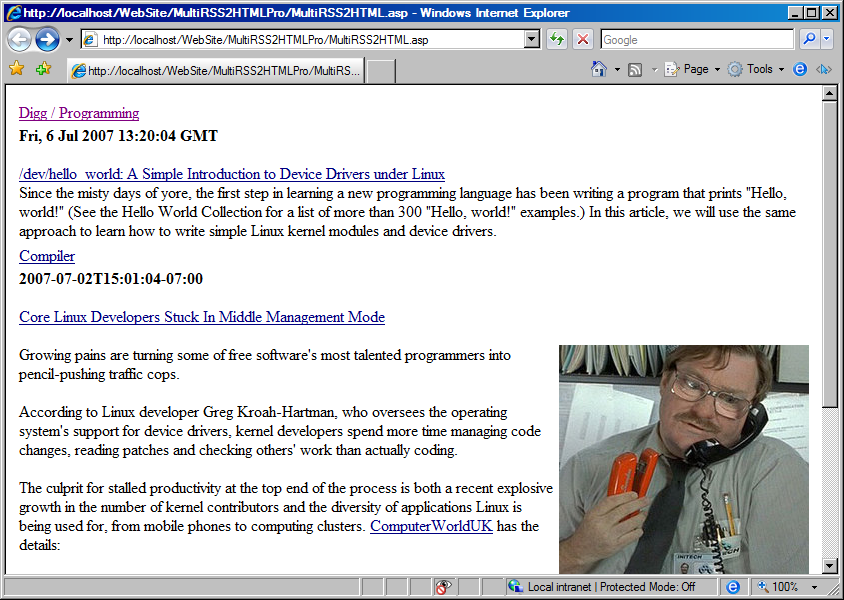 http://localhost/WebSite/MultiRSS2HTMLPro/MultiRSS2HTML.asp - Windows Internet Explorer
http://localhost/WebSite/MultiRSS2HTMLPro/MultiRSS2HTML.asp
Google
http://localhost/WebSite/MultiRSS2HTMLPro/MultiRS...
Page
Tools
Digg / Programming
Fri, 6 Jul 2007 13:20:04 GMT
/dev/hello_world: A Simple Introduction to Device Drivers under Linux
Since the misty days of yore, the first step in learning a new programming language has been writing a program that prints "Hello,
world!" (See the Hello World Collection for a list of more than 300 "Hello, world!" examples.) In this article, we will use the same
approach to learn how to write simple Linux kernel modules and device drivers.
Compiler
2007-07-02T15:01:04-07:00
Core Linux Developers Stuck In Middle Management Mode
Growing pains are turning some of free software's most talented programmers into
pencil-pushing traffic cops.
According to Linux developer Greg Kroah-Hartman, who oversees the operating
system's support for device drivers, kernel developers spend more time managing code
changes, reading patches and checking others' work than actually coding.
The culprit for stalled productivity at the top end of the process is both a recent explosive
growth in the number of kernel contributors and the diversity of applications Linux is
being used for, from mobile phones to computing clusters. ComputerWorldUK has the
details:
INITECH
Local intranet | Protected Mode: Off
100%